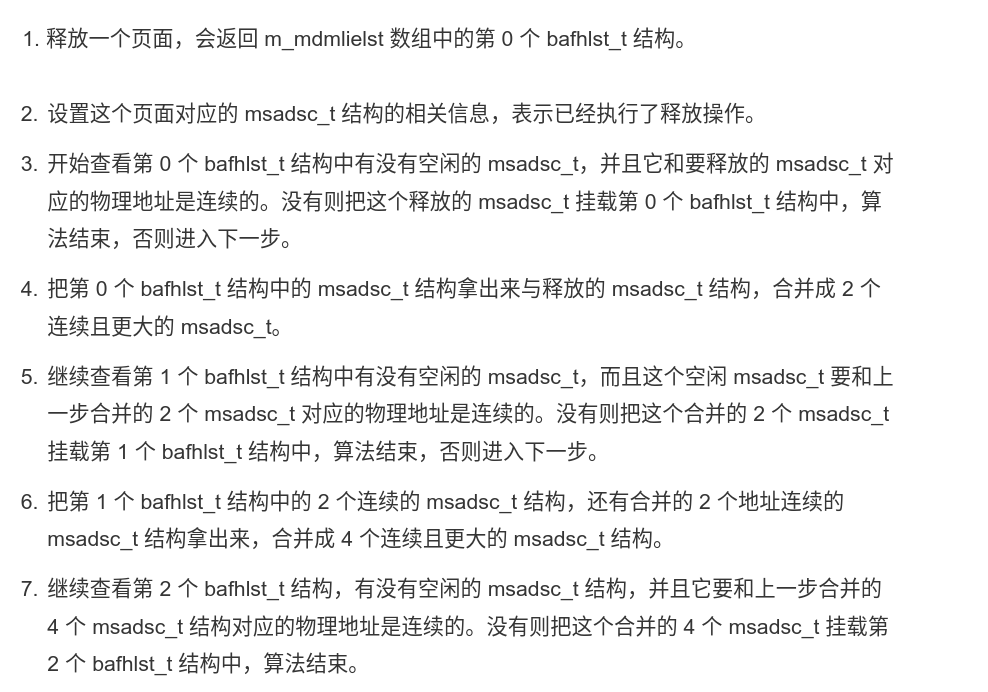 1. 释放一个页面，会返回 m_mdmlielst 数组中的第 0 个 bafhlst_t 结构。
2. 设置这个页面对应的 msadsc_t 结构的相关信息，表示已经执行了释放操作。
3. 开始查看第 0 个 bafhlst_t 结构中有没有空闲的 msadsc_t，并且它和要释放的 msadsc_t 对
应的物理地址是连续的。没有则把这个释放的 msadsc_t 挂载第 0 个 bafhlst_t 结构中，算
法结束，否则进入下一步。
4. 把第 0 个 bafhlst_t 结构中的 msadsc_t 结构拿出来与释放的 msadsc_t 结构，合并成 2 个
连续且更大的 msadsc_t。
5. 继续查看第 1 个 bafhlst_t 结构中有没有空闲的 msadsc_t，而且这个空闲 msadsc_t 要和上
一步合并的 2 个 msadsc_t 对应的物理地址是连续的。没有则把这个合并的 2 个 msadsc_t
挂载第 1 个 bafhlst_t 结构中，算法结束，否则进入下一步。
6. 把第 1 个 bafhlst_t 结构中的 2 个连续的 msadsc_t 结构，还有合并的 2 个地址连续的
msadsc_t 结构拿出来，合并成 4 个连续且更大的 msadsc_t 结构。
7. 继续查看第 2 个 bafhlst_t 结构，有没有空闲的 msadsc_t 结构，并且它要和上一步合并的
4 个 msadsc_t 结构对应的物理地址是连续的。没有则把这个合并的 4 个 msadsc_t 挂载第
2 个 bafhlst_t 结构中，算法结束。